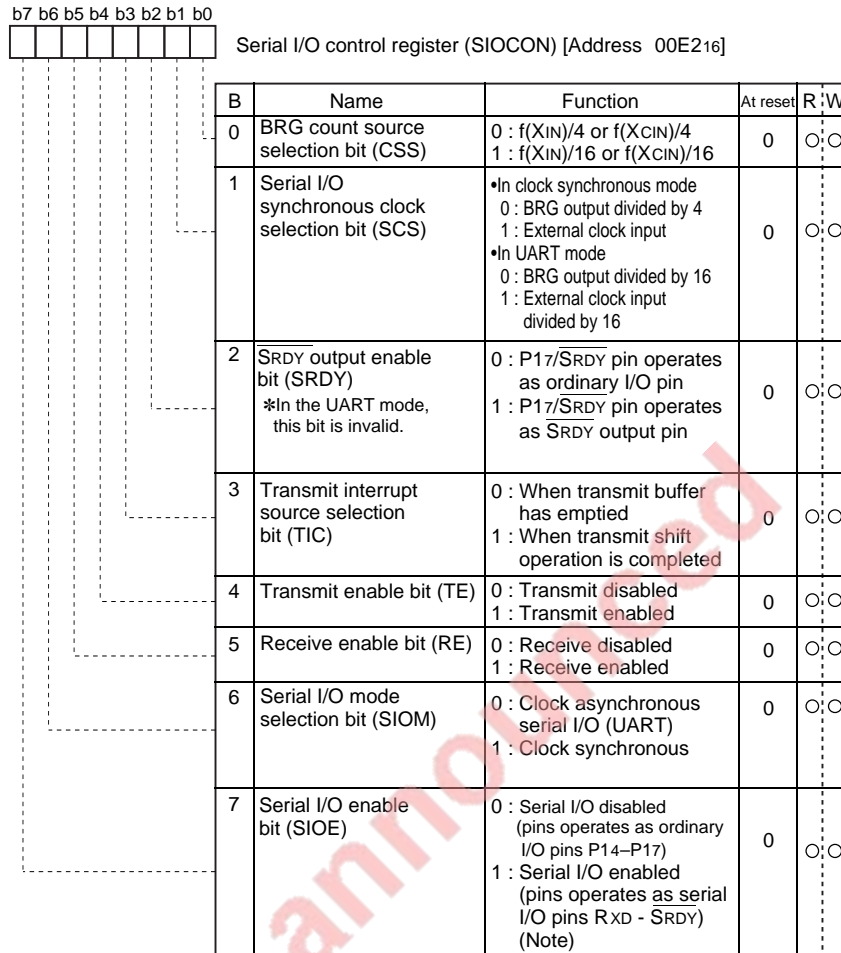 b7 b6 b5 b4 b3 b2 b1 b0
Serial I/O control register (SIOCON) [Address 00E216]
B Name Function At reset R W
0 BRG count source selection bit (CSS)
0 : f(XIN)/4 or f(XCIN)/4
1 : f(XIN)/16 or f(XCIN)/16
0
1 Serial I/O
synchronous clock
selection bit (SCS)
•In clock synchronous mode
0 : BRG output divided by 4
1 : External clock input
•In UART mode
0 : BRG output divided by 16
1 : External clock input
divided by 16
0
2 SRDY output enable
bit (SRDY)
✽In the UART mode,
this bit is invalid.
0 : P17/SRDY pin operates
as ordinary I/O pin
1 : P17/SRDY pin operates
as SRDY output pin
0
3 Transmit interrupt
source selection
bit (TIC)
0 : When transmit buffer
has emptied
1 : When transmit shift
operation is completed
0
4 Transmit enable bit (TE)
0 : Transmit disabled
1 : Transmit enabled
0
5 Receive enable bit (RE)
0 : Receive disabled
1 : Receive enabled
0
6 Serial I/O mode
selection bit (SIOM)
0 : Clock asynchronous
serial I/O (UART)
1 : Clock synchronous
0
7 Serial I/O enable
bit (SIOE)
0 : Serial I/O disabled
(pins operates as ordinary
I/O pins P14–P17)
1 : Serial I/O enabled
(pins operates as serial
I/O pins RXD - SRDY)
(Note)
0
announced